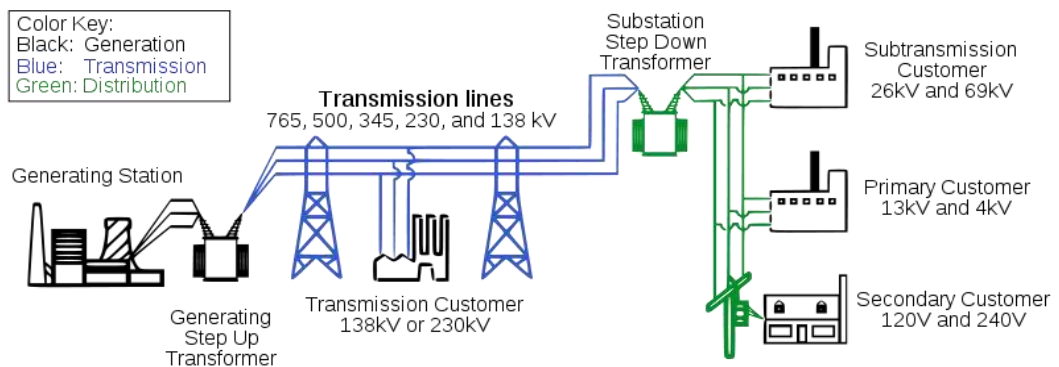 Color Key:
Black: Generation
Blue: Transmission
Green: Distribution
Substation
Step Down
Transformer
Subtransmission
Customer
26kV and 69kV
Transmission lines
765, 500, 345, 230, and 138 kV
Generating Station
Primary Customer
13kV and 4kV
Transmission Customer
138kV or 230kV
Generating
Step Up
Transformer
Secondary Customer
120V and 240V